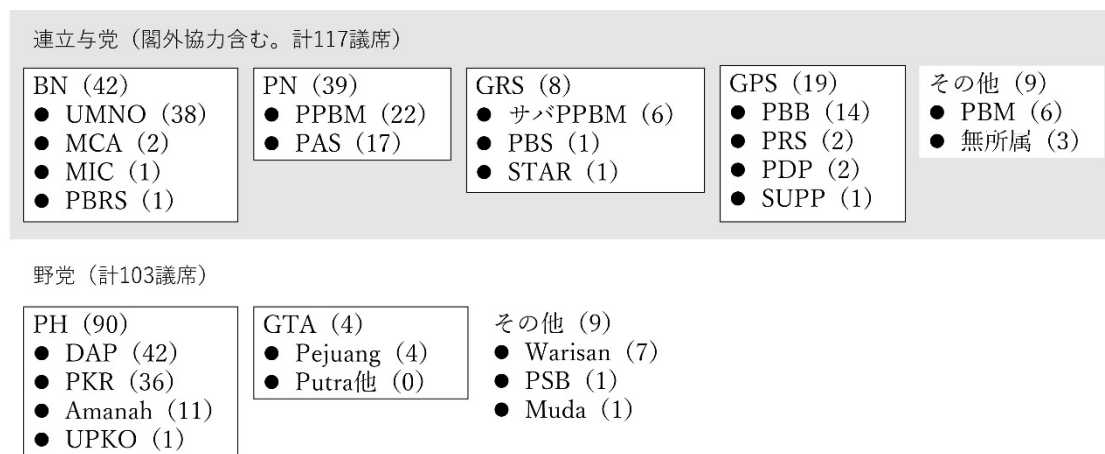 連立与党（閣外協力含む。計117議席）
BN（42）
● UMNO（38）
● MCA（2）
● MIC（1）
● PBRS（1）
PN（39）
● PPBM（22）
● PAS（17）
GRS（8）
● サバPPBM（6）
● PBS（1）
● STAR（1）
GPS（19）
● PBB（14）
● PRS（2）
● PDP（2）
● SUPP（1）
その他（9）
● PBM（6）
● 無所属（3）
野党（計103議席）
PH（90）
● DAP（42）
● PKR（36）
● Amanah（11）
● UPKO（1）
GTA（4）
● Pejuang（4）
● Putra他（0）
その他（9）
● Warisan（7）
● PSB（1）
● Muda（1）